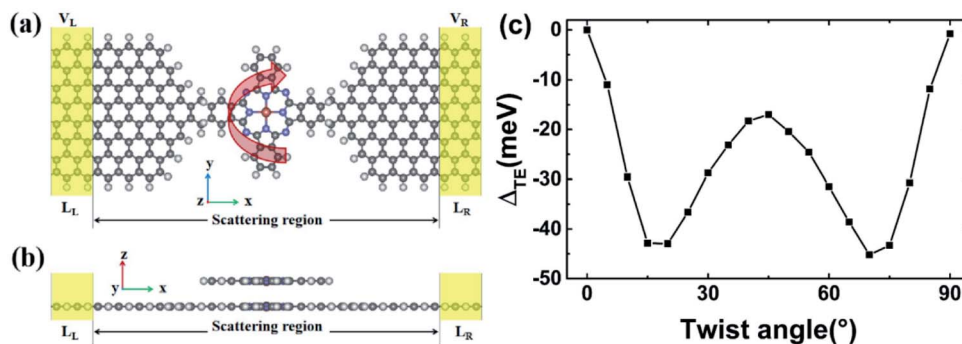 (a)
V_L
V_R
y
z
x
L_L
Scattering region
L_R
(b)
z
y
x
L_L
Scattering region
L_R
(c)
0
-10
-20
-30
-40
-50
Δ_TE(meV)
0
30
60
90
Twist angle(°)